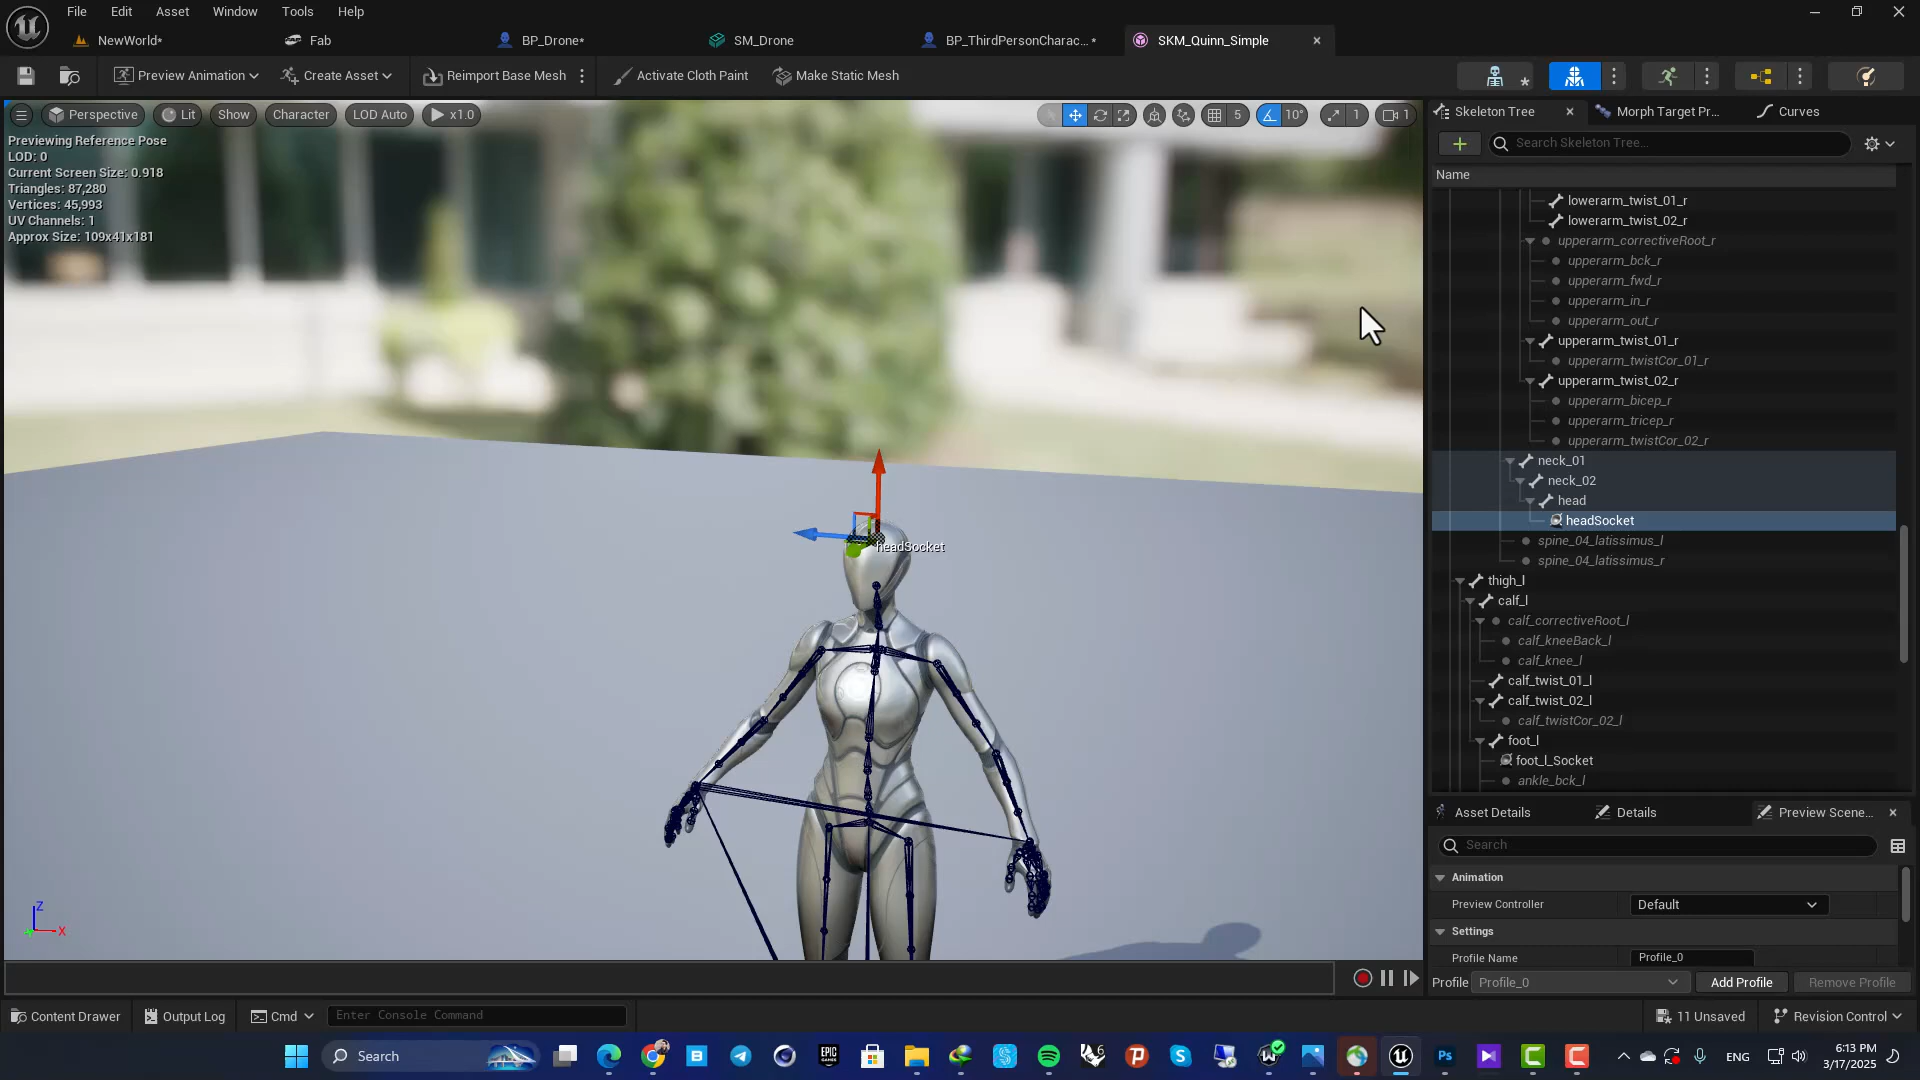 File Edit Asset Window Tools Help
NewWorld* Fab BP_Drone* SM_Drone BP_ThirdPersonCharac...* SKM_Quinn_Simple
Preview Animation Create Asset Reimport Base Mesh Activate Cloth Paint Make Static Mesh
Perspective Lit Show Character LOD Auto x1.0 5 10° 1 1
Previewing Reference Pose
LOD: 0
Current Screen Size: 0.918
Triangles: 87,280
Vertices: 45,993
UV Channels: 1
Approx Size: 109x41x181
headSocket
Z
X
Skeleton Tree Morph Target Pr... Curves
Search Skeleton Tree...
Name
lowerarm_twist_01_r
lowerarm_twist_02_r
upperarm_correctiveRoot_r
upperarm_bck_r
upperarm_fwd_r
upperarm_in_r
upperarm_out_r
upperarm_twist_01_r
upperarm_twistCor_01_r
upperarm_twist_02_r
upperarm_bicep_r
upperarm_tricep_r
upperarm_twistCor_02_r
neck_01
neck_02
head
headSocket
spine_04_latissimus_l
spine_04_latissimus_r
thigh_l
calf_l
calf_correctiveRoot_l
calf_kneeBack_l
calf_knee_l
calf_twist_01_l
calf_twist_02_l
calf_twistCor_02_l
foot_l
foot_l_Socket
ankle_bck_l
Asset Details Details Preview Scene...
Search
Animation
Preview Controller Default
Settings
Profile Name Profile_0
Profile Profile_0 Add Profile Remove Profile
Content Drawer Output Log Cmd Enter Console Command 11 Unsaved Revision Control
Search ENG 6:13 PM
3/17/2025